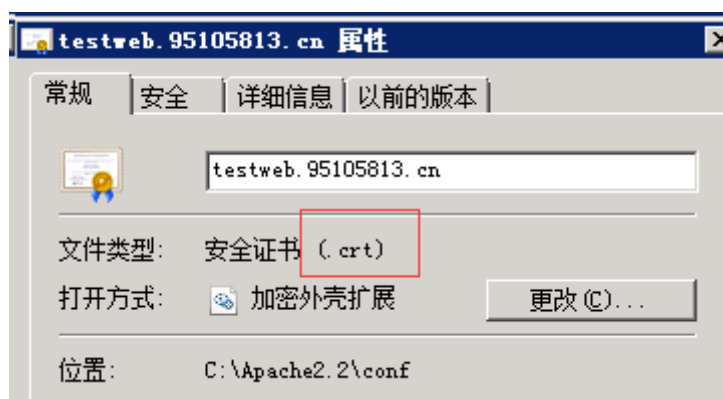 testweb.95105813.cn 属性
常规 安全 详细信息 以前的版本
testweb.95105813.cn
文件类型: 安全证书 (.crt)
打开方式: 加密外壳扩展 更改(C)...
位置: C:\Apache2.2\conf